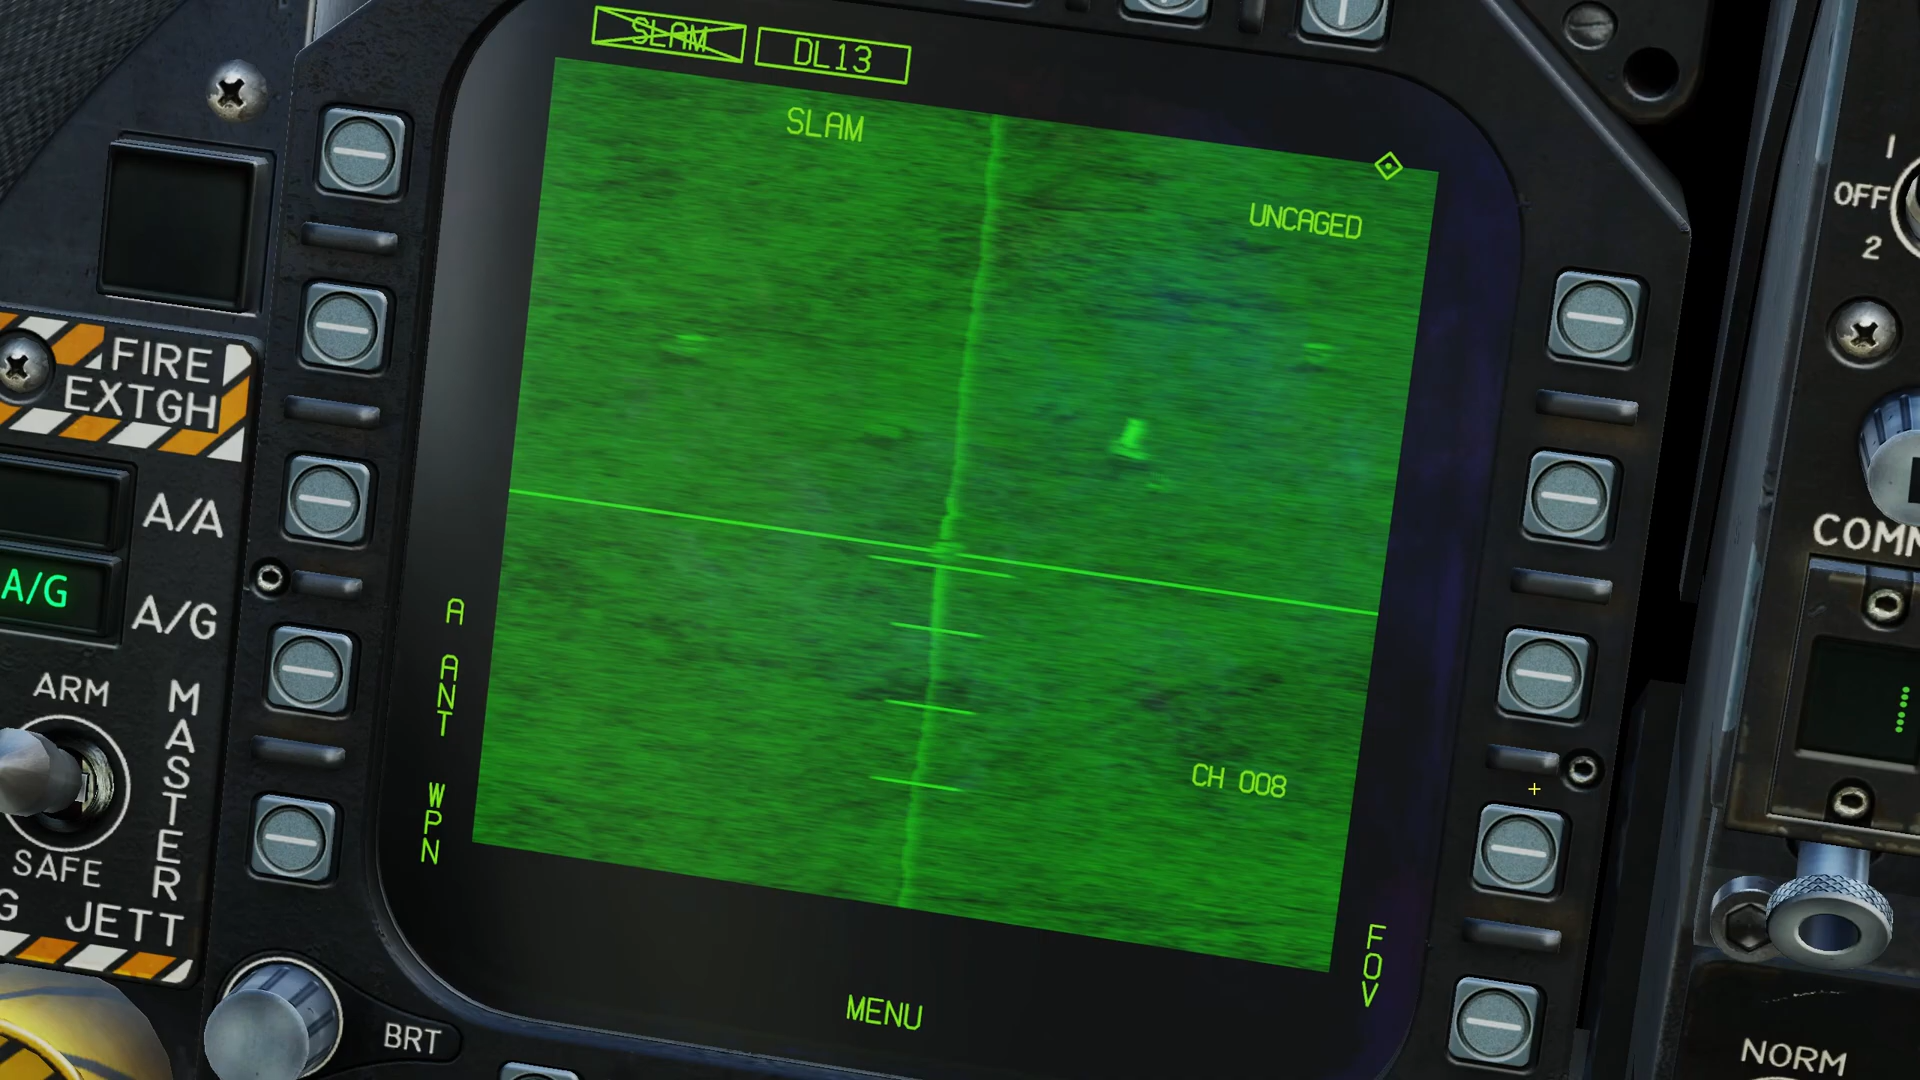 SLAM
DL13
SLAM
UNCAGED
A
ANT
WPN
CH 008
FOV
MENU
FIRE
EXTGH
A/A
A/G
A/G
ARM
MASTER
SAFE
G JETT
BRT
1
OFF
2
COMM
NORM